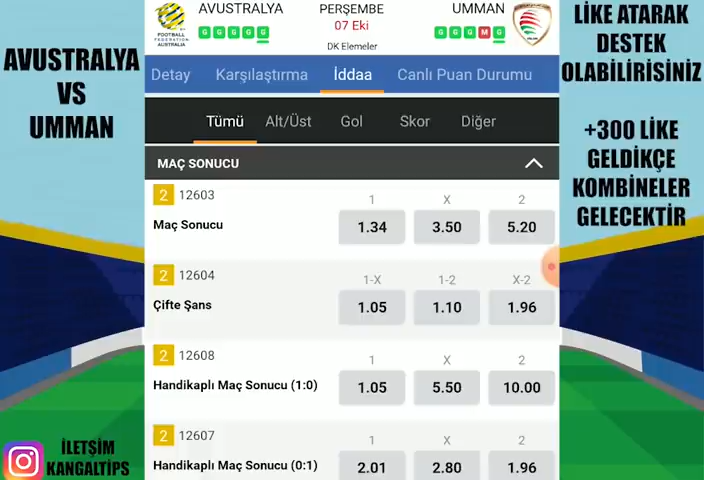 AVUSTRALYA
VS
UMMAN
FOOTBALL
FEDERATION
AUSTRALIA
AVUSTRALYA
G G G G G
PERŞEMBE
07 Eki
DK Elemeler
UMMAN
G G G M G
Detay Karşılaştırma İddaa Canlı Puan Durumu
Tümü Alt/Üst Gol Skor Diğer
MAÇ SONUCU
2 12603
1 X 2
Maç Sonucu 1.34 3.50 5.20
2 12604
1-X 1-2 X-2
Çifte Şans 1.05 1.10 1.96
2 12608
1 X 2
Handikaplı Maç Sonucu (1:0) 1.05 5.50 10.00
2 12607
1 X 2
Handikaplı Maç Sonucu (0:1) 2.01 2.80 1.96
LİKE ATARAK
DESTEK
OLABİLİRİSİNİZ
+300 LİKE
GELDİKÇE
KOMBİNELER
GELECEKTİR
İLETŞİM
KANGALTİPS